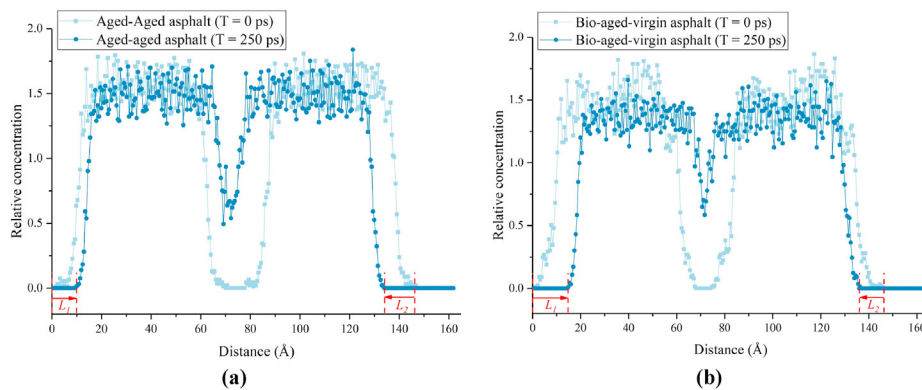 Aged-Aged asphalt (T = 0 ps)
Aged-aged asphalt (T = 250 ps)
2.0
1.5
1.0
0.5
0.0
Relative concentration
L1
L2
0 20 40 60 80 100 120 140 160
Distance (Å)
(a)
Bio-aged-virgin asphalt (T = 0 ps)
Bio-aged-virgin asphalt (T = 250 ps)
2.0
1.5
1.0
0.5
0.0
Relative concentration
L1
L2
0 20 40 60 80 100 120 140 160
Distance (Å)
(b)